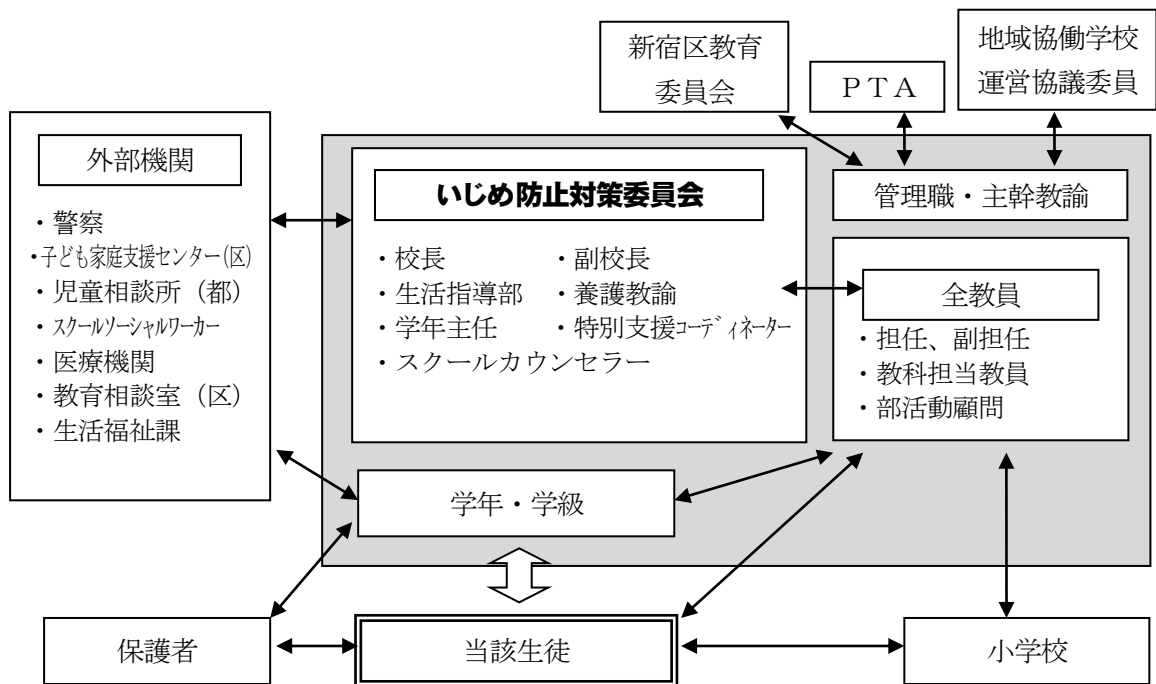 新宿区教育
委員会
ＰＴＡ
地域協働学校
運営協議委員
外部機関
・警察
・子ども家庭支援センター(区)
・児童相談所（都）
・スクールソーシャルワーカー
・医療機関
・教育相談室（区）
・生活福祉課
いじめ防止対策委員会
・校長
・副校長
・生活指導部
・養護教諭
・学年主任
・特別支援コーディネーター
・スクールカウンセラー
管理職・主幹教諭
全教員
・担任、副担任
・教科担当教員
・部活動顧問
学年・学級
保護者
当該生徒
小学校